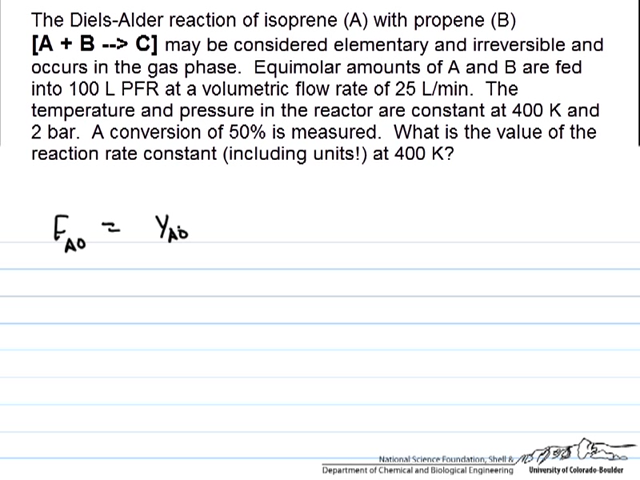 The Diels-Alder reaction of isoprene (A) with propene (B)
[A + B --> C] may be considered elementary and irreversible and
occurs in the gas phase. Equimolar amounts of A and B are fed
into 100 L PFR at a volumetric flow rate of 25 L/min. The
temperature and pressure in the reactor are constant at 400 K and
2 bar. A conversion of 50% is measured. What is the value of the
reaction rate constant (including units!) at 400 K?
F_A0 = Y_A0
National Science Foundation, Shell &
Department of Chemical and Biological Engineering University of Colorado-Boulder